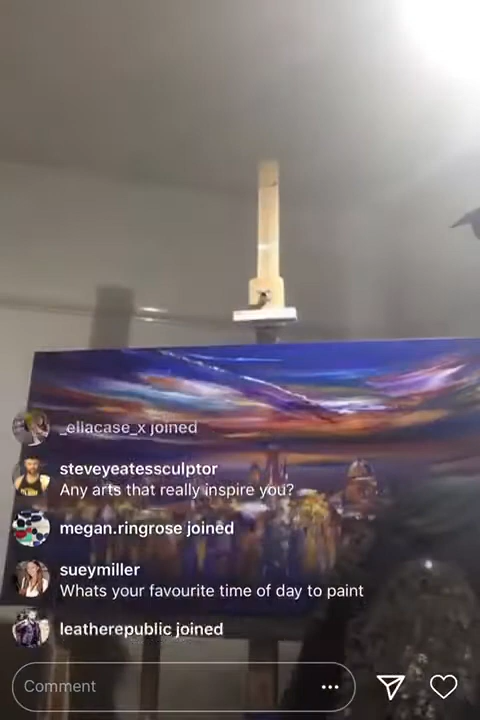 _ellacase_x joined
steveyeatessculptor
Any arts that really inspire you?
megan.ringrose joined
sueymiller
Whats your favourite time of day to paint
leatherepublic joined
Comment